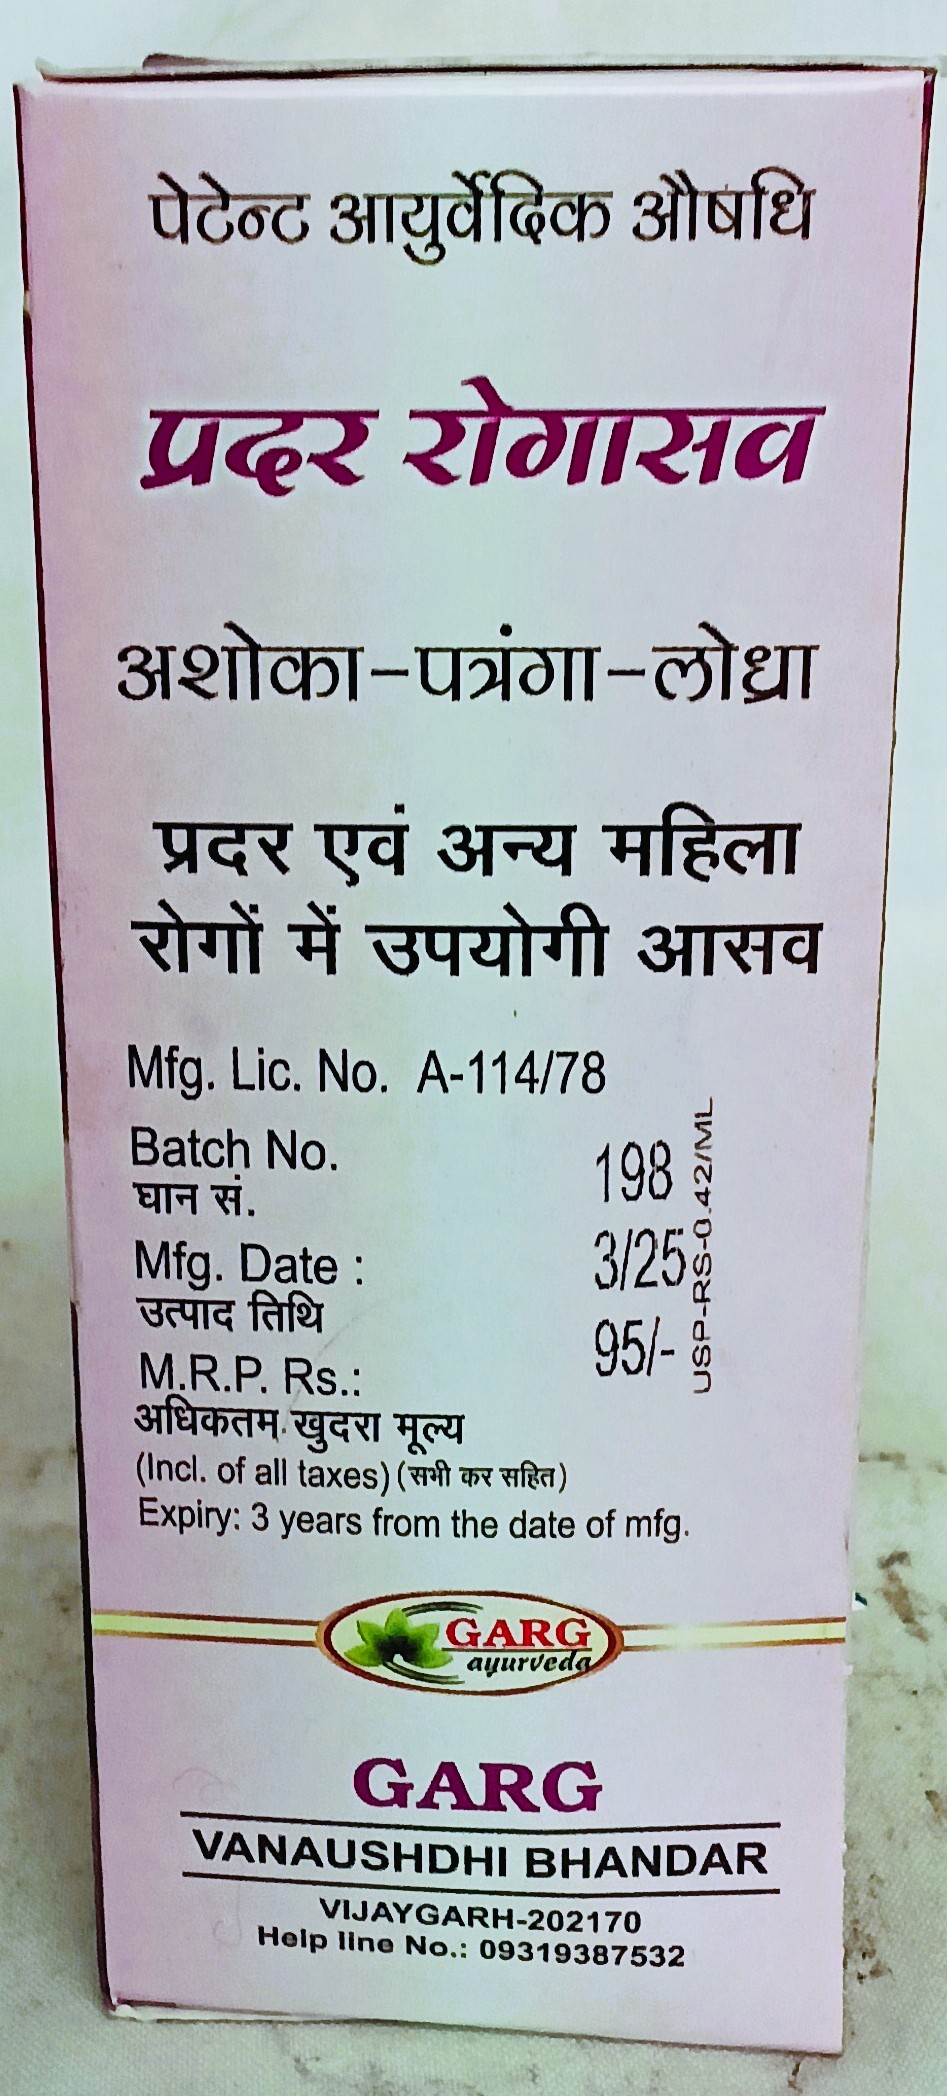 पेटेन्ट आयुर्वेदिक औषधि
प्रदर रोगासव
अशोका-पत्रंगा-लोध्रा
प्रदर एवं अन्य महिला
रोगों में उपयोगी आसव
Mfg. Lic. No. A-114/78
Batch No. 198
घान सं.
Mfg. Date : 3/25
उत्पाद तिथि
M.R.P. Rs.: 95/-
USP-RS-0.42/ML
अधिकतम खुदरा मूल्य
(Incl. of all taxes) (सभी कर सहित)
Expiry: 3 years from the date of mfg.
GARG
ayurveda
GARG
VANAUSHDHI BHANDAR
VIJAYGARH-202170
Help line No.: 09319387532